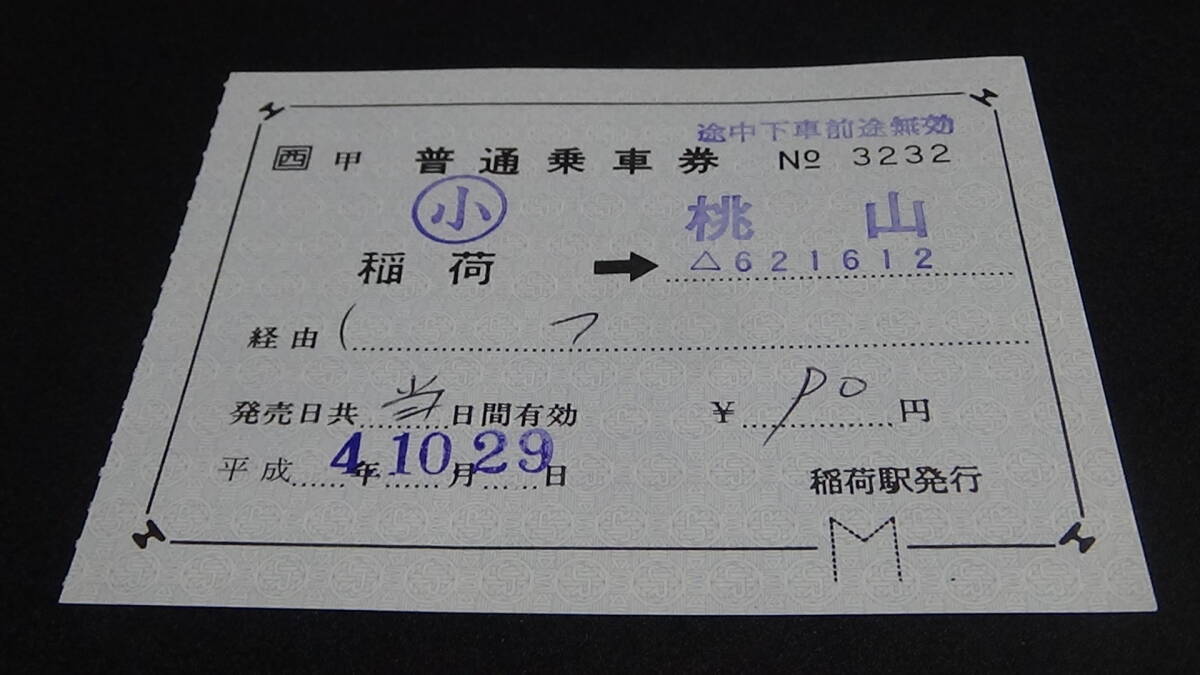 途中下車前途無効
西 甲 普通乗車券 No 3232
小
稲荷 → 桃山
△621612
経由 ( フ
発売日共 当 日間有効 ¥ 90 円
平成 4年 10月 29日
稲荷駅発行